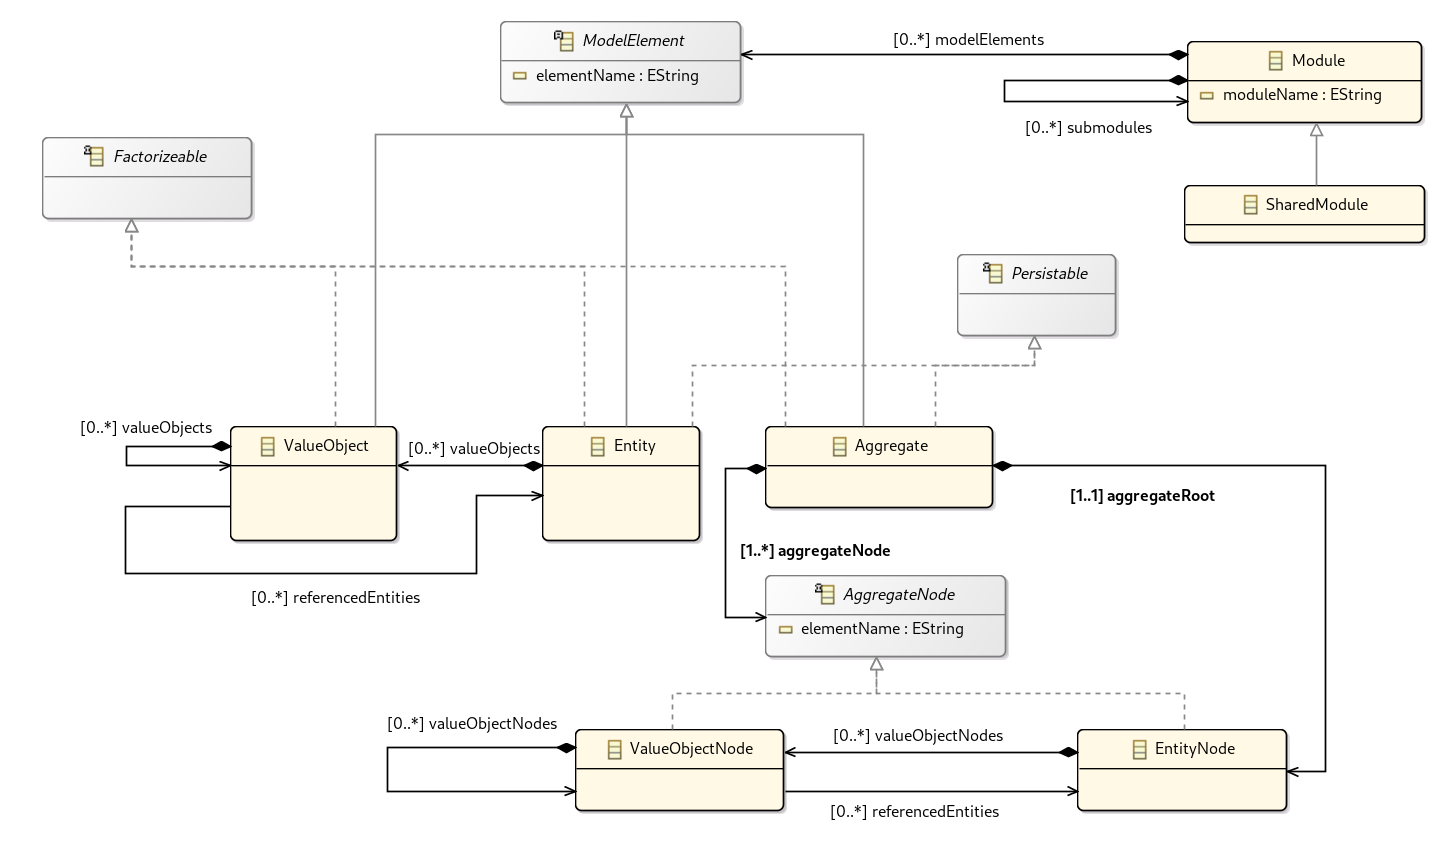 ModelElement
elementName : EString
[0..*] modelElements
Module
moduleName : EString
[0..*] submodules
Factorizeable
SharedModule
Persistable
[0..*] valueObjects
ValueObject
[0..*] valueObjects
Entity
Aggregate
[1..1] aggregateRoot
[1..*] aggregateNode
[0..*] referencedEntities
AggregateNode
elementName : EString
[0..*] valueObjectNodes
ValueObjectNode
[0..*] valueObjectNodes
EntityNode
[0..*] referencedEntities